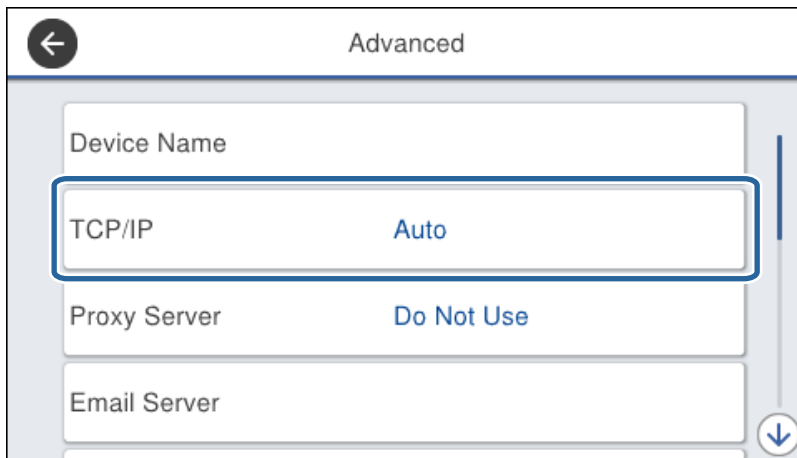 Advanced
Device Name
TCP/IP Auto
Proxy Server Do Not Use
Email Server